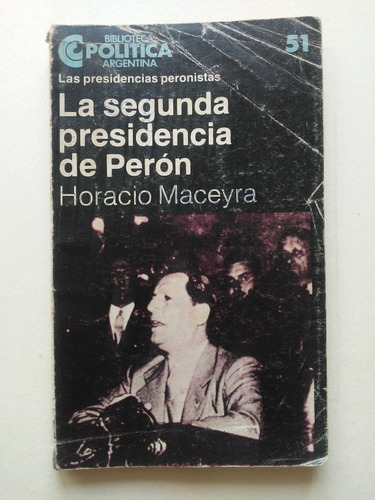 BIBLIOTECA
POLITICA
ARGENTINA
51
Las presidencias peronistas
La segunda
presidencia
de Perón
Horacio Maceyra